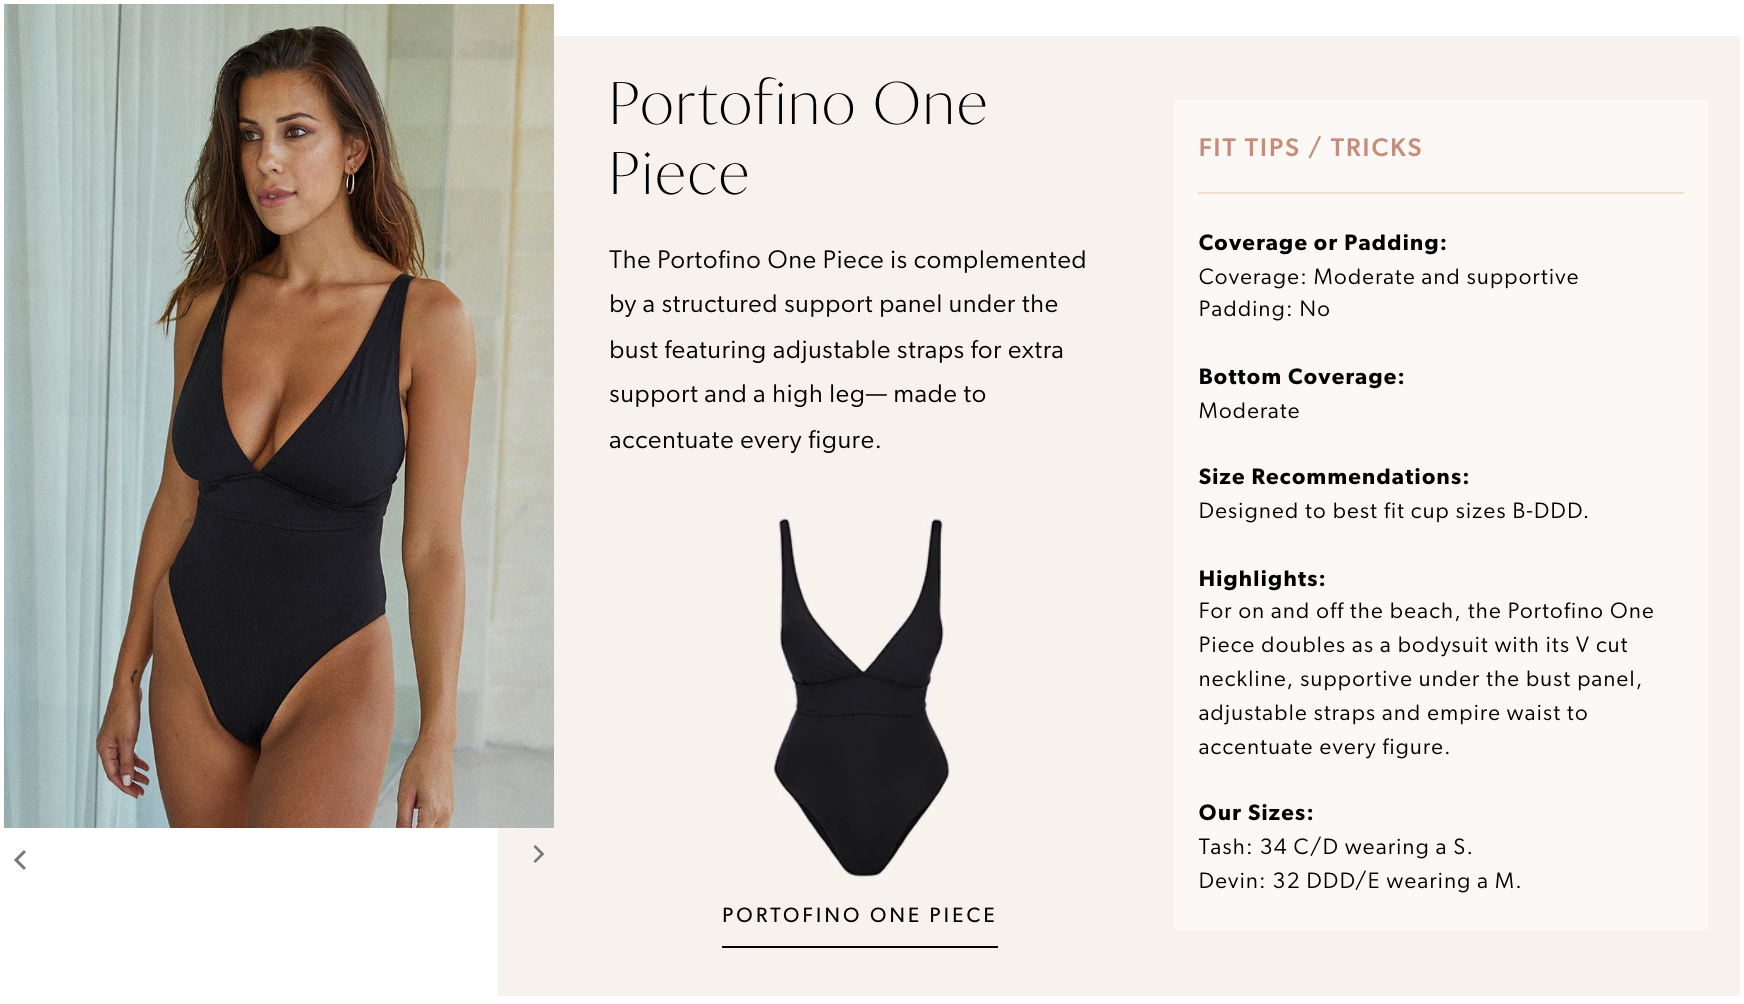 Portofino One
Piece
The Portofino One Piece is complemented
by a structured support panel under the
bust featuring adjustable straps for extra
support and a high leg— made to
accentuate every figure.
PORTOFINO ONE PIECE
FIT TIPS / TRICKS
Coverage or Padding:
Coverage: Moderate and supportive
Padding: No
Bottom Coverage:
Moderate
Size Recommendations:
Designed to best fit cup sizes B-DDD.
Highlights:
For on and off the beach, the Portofino One
Piece doubles as a bodysuit with its V cut
neckline, supportive under the bust panel,
adjustable straps and empire waist to
accentuate every figure.
Our Sizes:
Tash: 34 C/D wearing a S.
Devin: 32 DDD/E wearing a M.